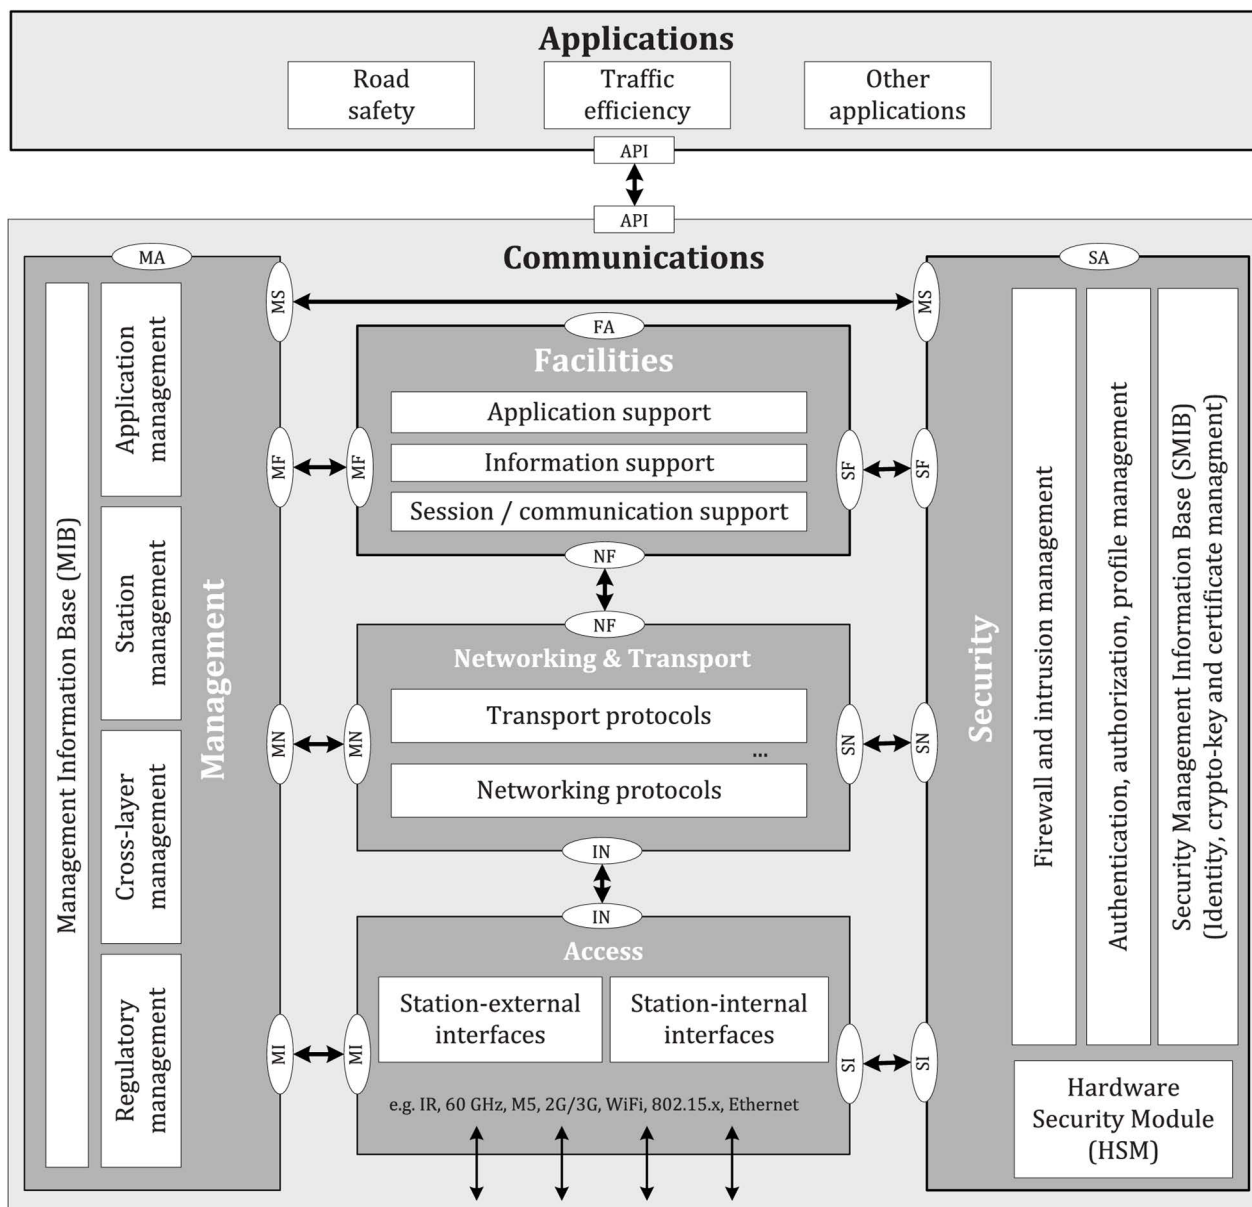 Applications
Road
safety
Traffic
efficiency
Other
applications
API
API
Communications
MA
Management Information Base (MIB)
Application
management
Station
management
Cross-layer
management
Regulatory
management
Management
MS
MF
MN
MI
MS
SF
SN
SI
FA
Facilities
Application support
Information support
Session / communication support
MF
SF
NF
NF
Networking & Transport
Transport protocols
...
Networking protocols
MN
SN
IN
IN
Access
Station-external
interfaces
Station-internal
interfaces
MI
SI
e.g. IR, 60 GHz, M5, 2G/3G, WiFi, 802.15.x, Ethernet
SA
Security
Firewall and intrusion management
Authentication, authorization, profile management
Security Management Information Base (SMIB)
(Identity, crypto-key and certificate managment)
Hardware
Security Module
(HSM)